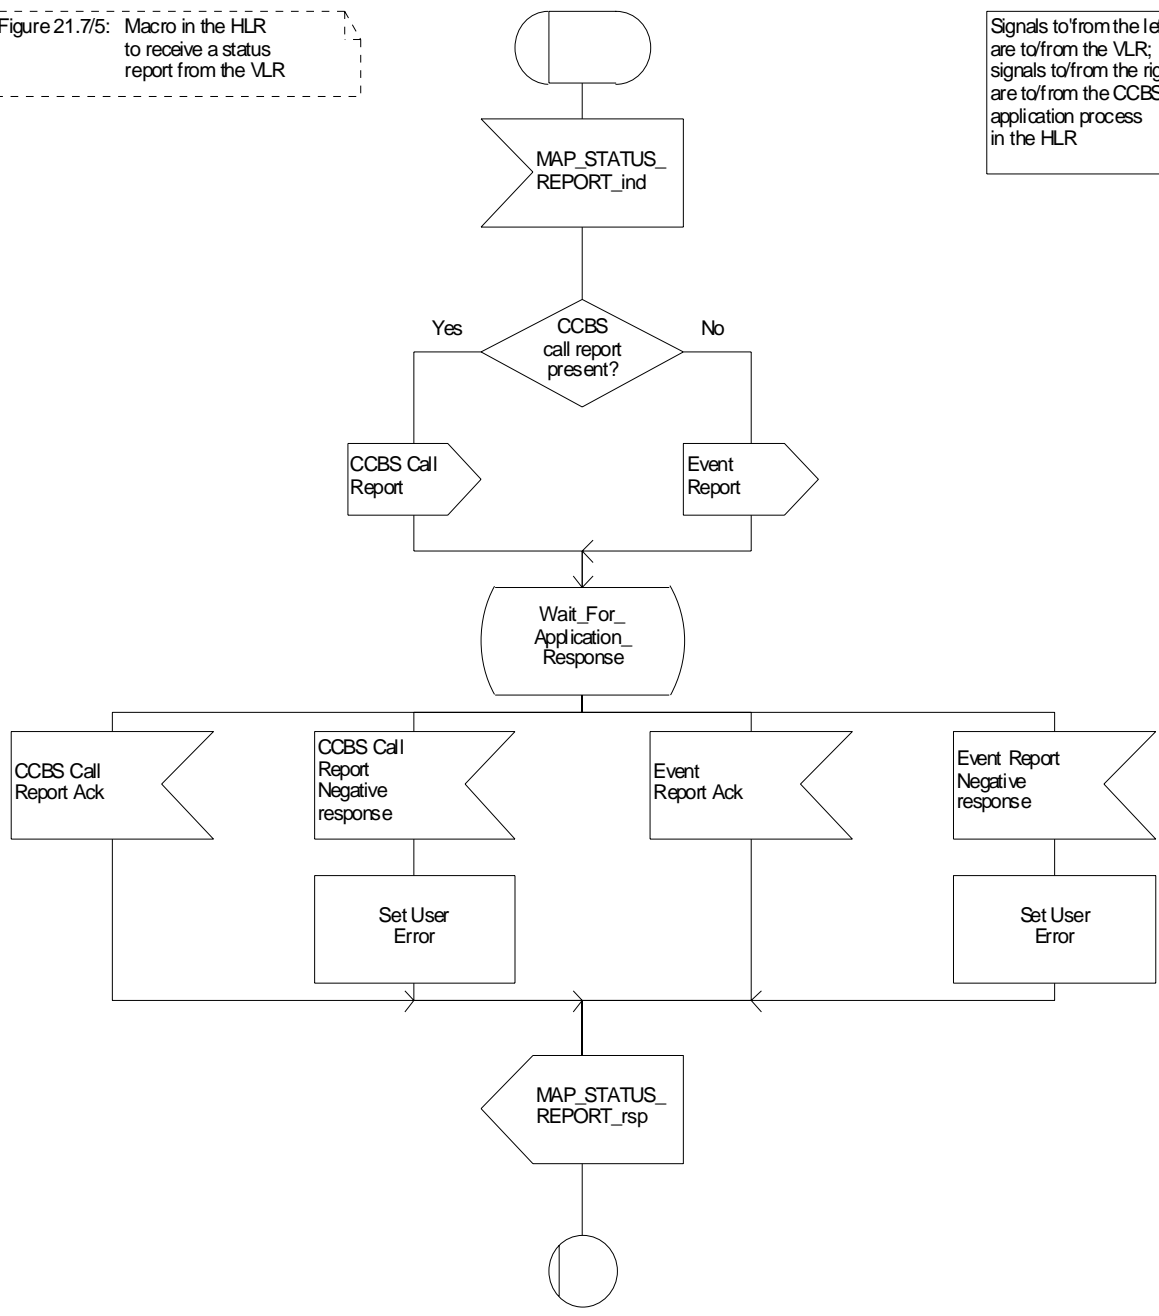 Figure 21.7/5: Macro in the HLR
to receive a status
report from the VLR
Signals to'from the le
are to/from the VLR;
signals to/from the rig
are to/from the CCBS
application process
in the HLR
MAP_STATUS_
REPORT_ind
Yes
CCBS
call report
present?
No
CCBS Call
Report
Event
Report
Wait_For_
Application_
Response
CCBS Call
Report Ack
CCBS Call
Report
Negative
response
Event
Report Ack
Event Report
Negative
response
Set User
Error
Set User
Error
MAP_STATUS_
REPORT_rsp